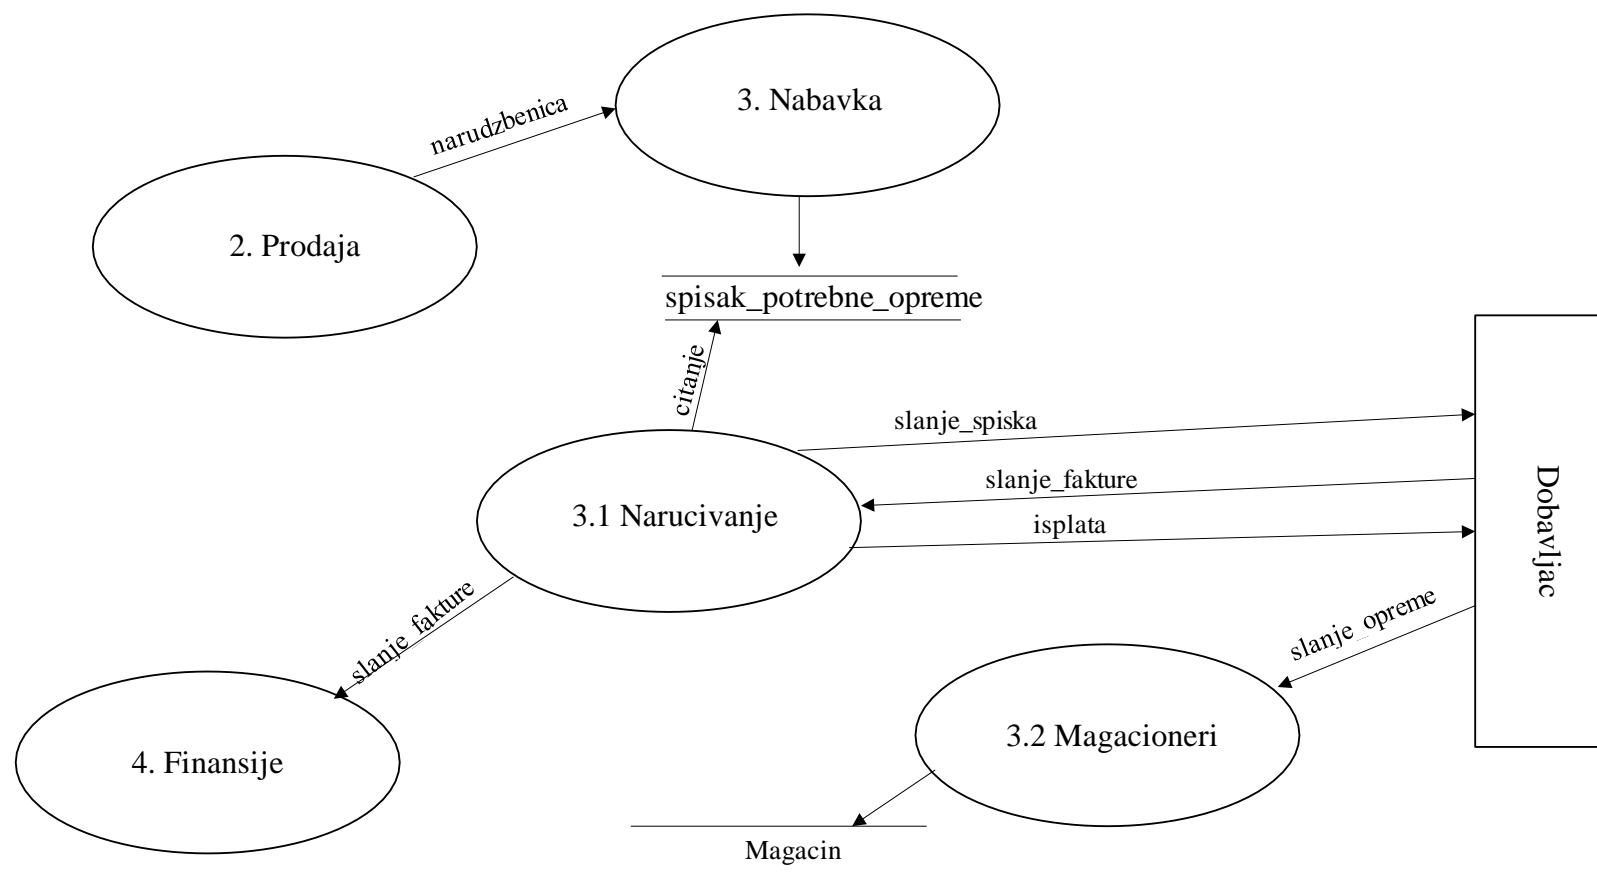 3. Nabavka
narudzbenica
2. Prodaja
spisak_potrebne_opreme
citanje
slanje_spiska
slanje_fakture
3.1 Narucivanje
isplata
Dobavljac
slanje_fakture
slanje_opreme
3.2 Magacioneri
4. Finansije
Magacin